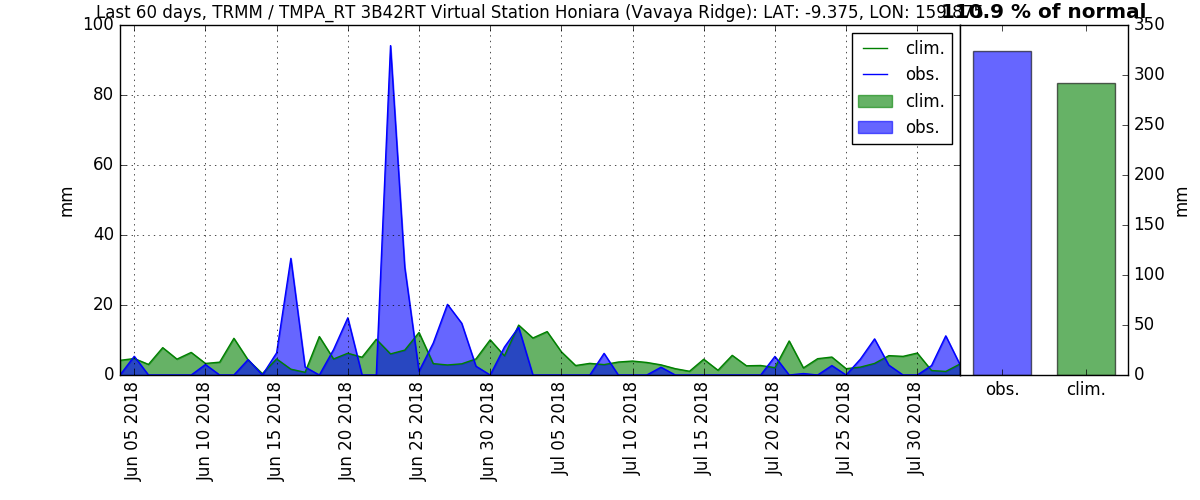 Last 60 days, TRMM / TMPA_RT 3B42RT Virtual Station Honiara (Vavaya Ridge): LAT: -9.375, LON: 159.875
110.9 % of normal
100
80
60
40
20
0
mm
clim.
obs.
clim.
obs.
Jun 05 2018
Jun 10 2018
Jun 15 2018
Jun 20 2018
Jun 25 2018
Jun 30 2018
Jul 05 2018
Jul 10 2018
Jul 15 2018
Jul 20 2018
Jul 25 2018
Jul 30 2018
350
300
250
200
150
100
50
0
mm
obs.
clim.